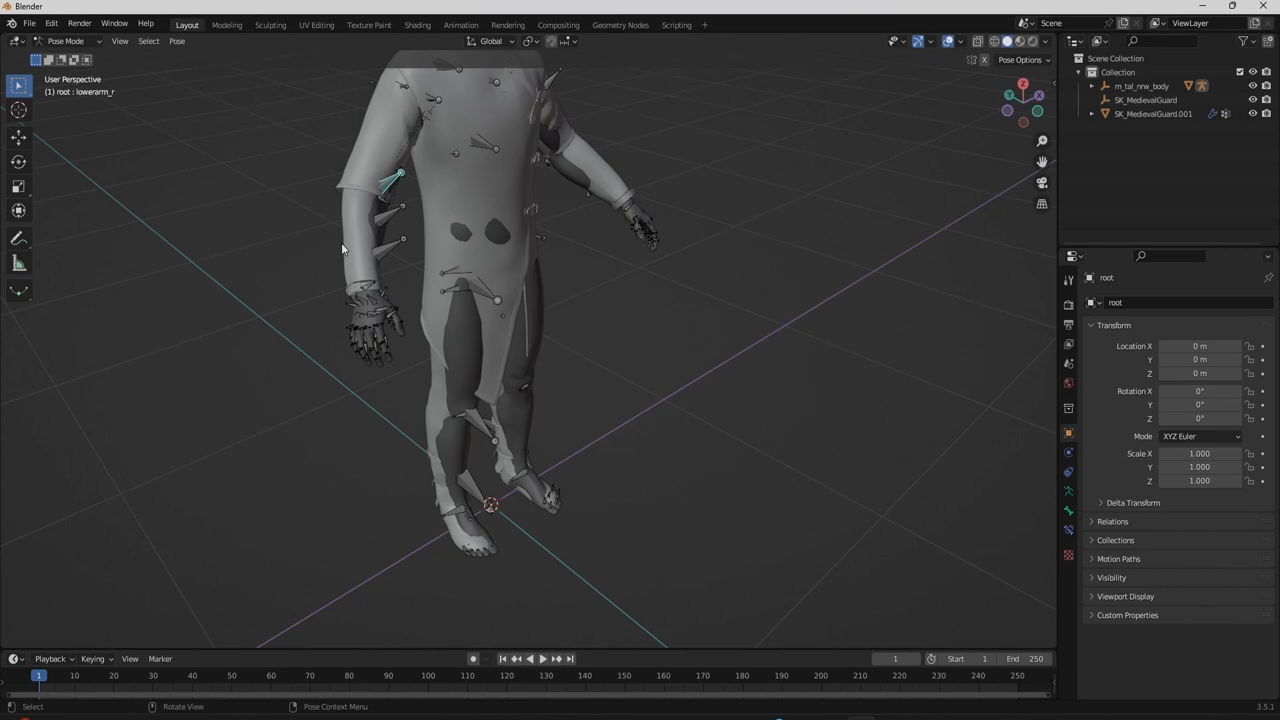 Blender
File Edit Render Window Help
Layout Modeling Sculpting UV Editing Texture Paint Shading Animation Rendering Compositing Geometry Nodes Scripting +
Scene
ViewLayer
Pose Mode View Select Pose
Global
X Pose Options
User Perspective
(1) root : lowerarm_r
Z
Y
X
Scene Collection
Collection
m_tal_nrw_body
SK_MedievalGuard
SK_MedievalGuard.001
root
root
Transform
Location X 0 m
Y 0 m
Z 0 m
Rotation X 0°
Y 0°
Z 0°
Mode XYZ Euler
Scale X 1.000
Y 1.000
Z 1.000
Delta Transform
Relations
Collections
Motion Paths
Visibility
Viewport Display
Custom Properties
Playback Keying View Marker
1 Start 1 End 250
1 10 20 30 40 50 60 70 80 90 100 110 120 130 140 150 160 170 180 190 200 210 220 230 240 250
Select Rotate View Pose Context Menu 3.5.1